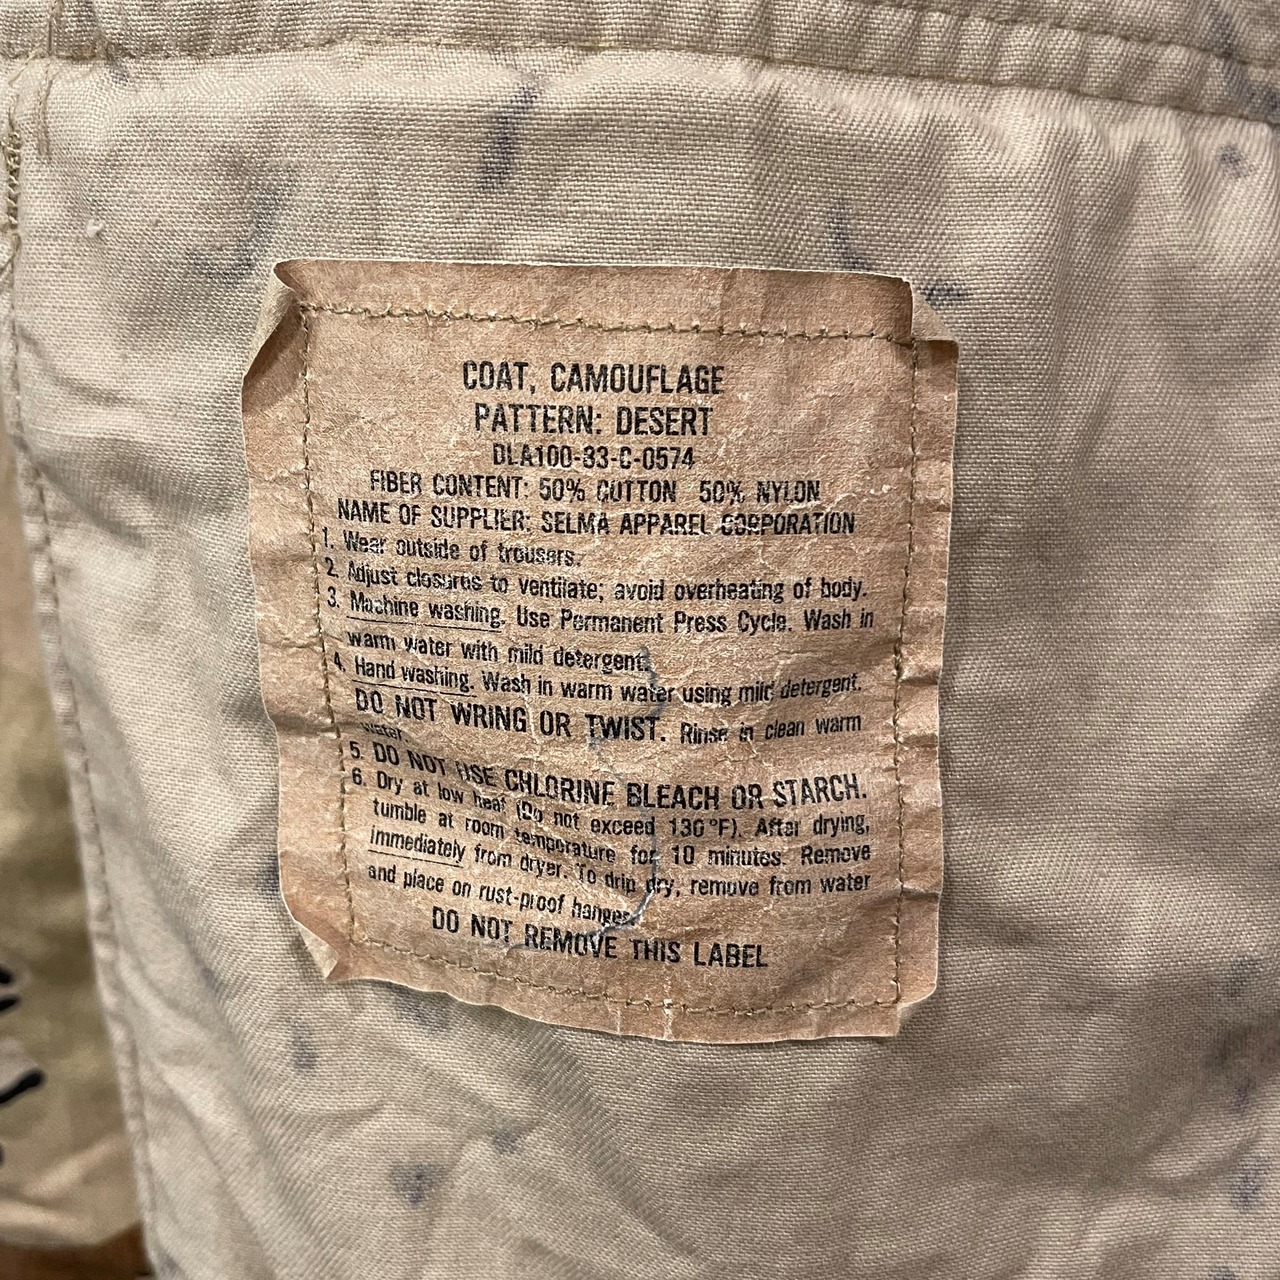 COAT, CAMOUFLAGE
PATTERN: DESERT
DLA100-83-C-0574
FIBER CONTENT: 50% COTTON 50% NYLON
NAME OF SUPPLIER: SELMA APPAREL CORPORATION
1. Wear outside of trousers.
2. Adjust closures to ventilate; avoid overheating of body.
3. Machine washing. Use Permanent Press Cycle. Wash in
warm water with mild detergent.
4. Hand washing. Wash in warm water using mild detergent.
DO NOT WRING OR TWIST. Rinse in clean warm
water.
5. DO NOT USE CHLORINE BLEACH OR STARCH.
6. Dry at low heat (Do not exceed 130°F). After drying,
tumble at room temperature for 10 minutes. Remove
immediately from dryer. To drip dry, remove from water
and place on rust-proof hanger.
DO NOT REMOVE THIS LABEL